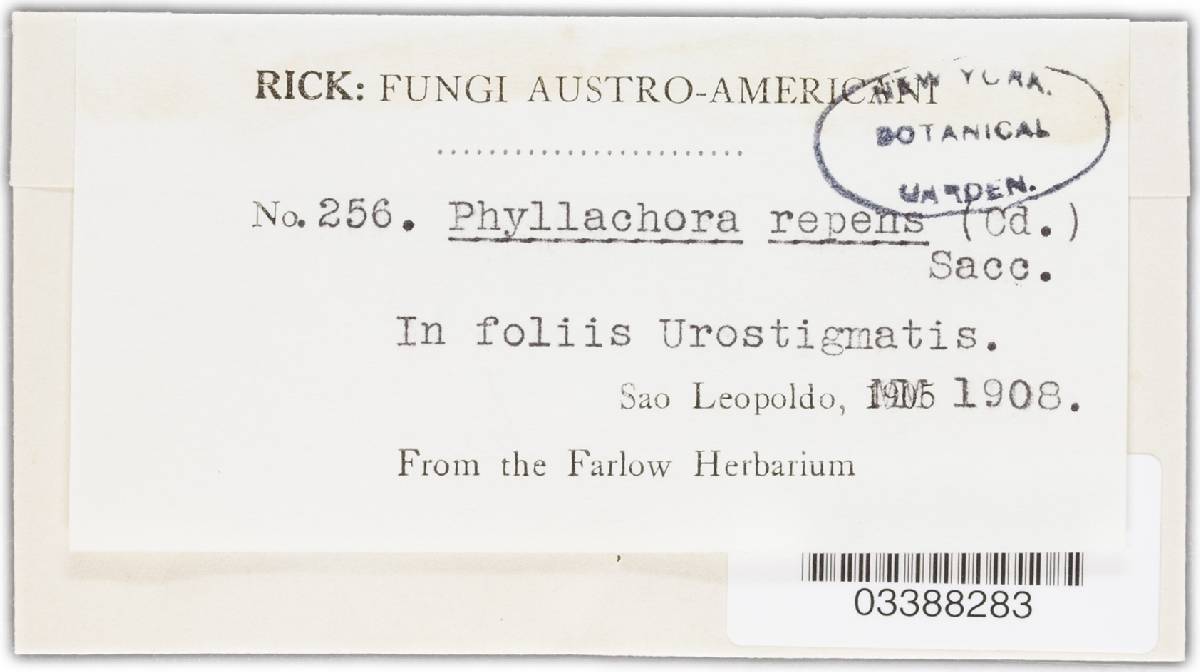 RICK: FUNGI AUSTRO-AMERICANI
NEW YORK
BOTANICAL
GARDEN.
No. 256. Phyllachora repens (Cd.)
Sacc.
In foliis Urostigmatis.
Sao Leopoldo, 1905 1908.
From the Farlow Herbarium
03388283